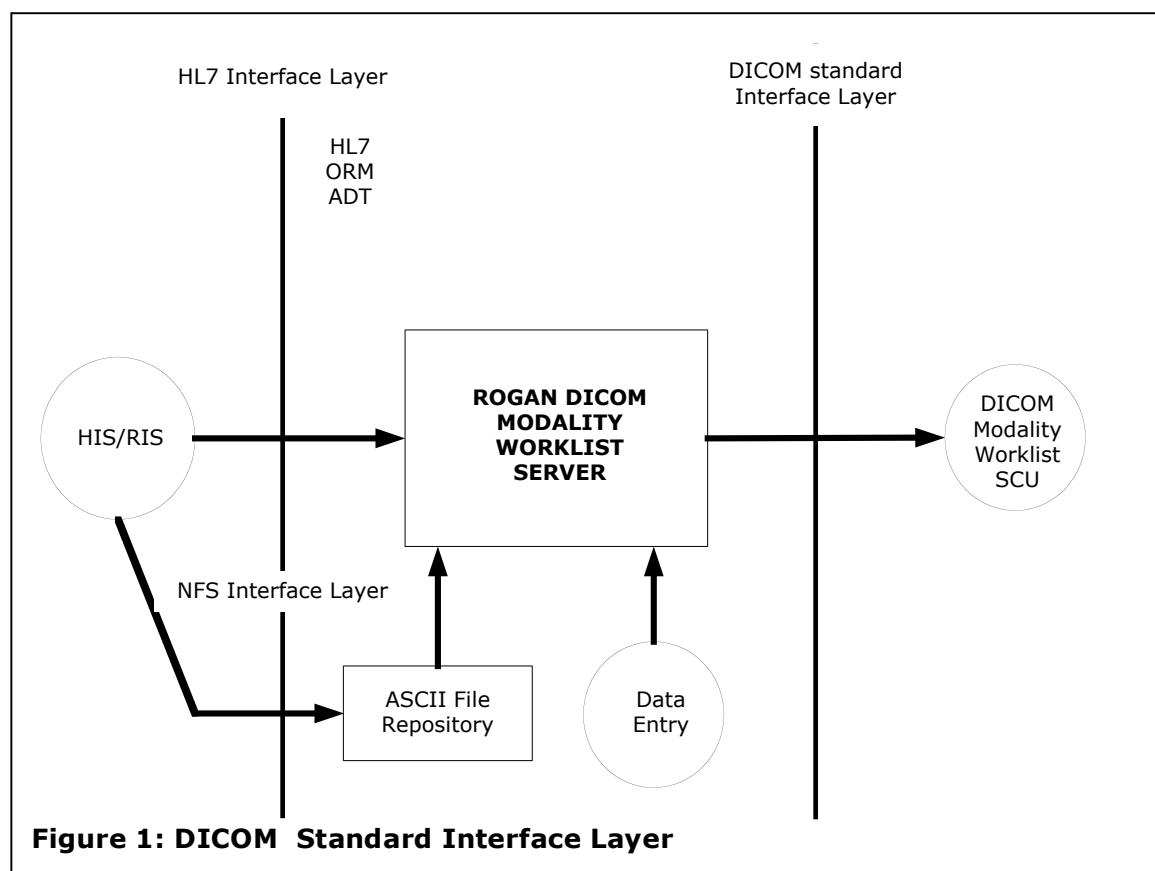 HL7 Interface Layer
DICOM standard
Interface Layer
HL7
ORM
ADT
HIS/RIS
ROGAN DICOM
MODALITY
WORKLIST
SERVER
DICOM
Modality
Worklist
SCU
NFS Interface Layer
ASCII File
Repository
Data
Entry
Figure 1: DICOM  Standard Interface Layer